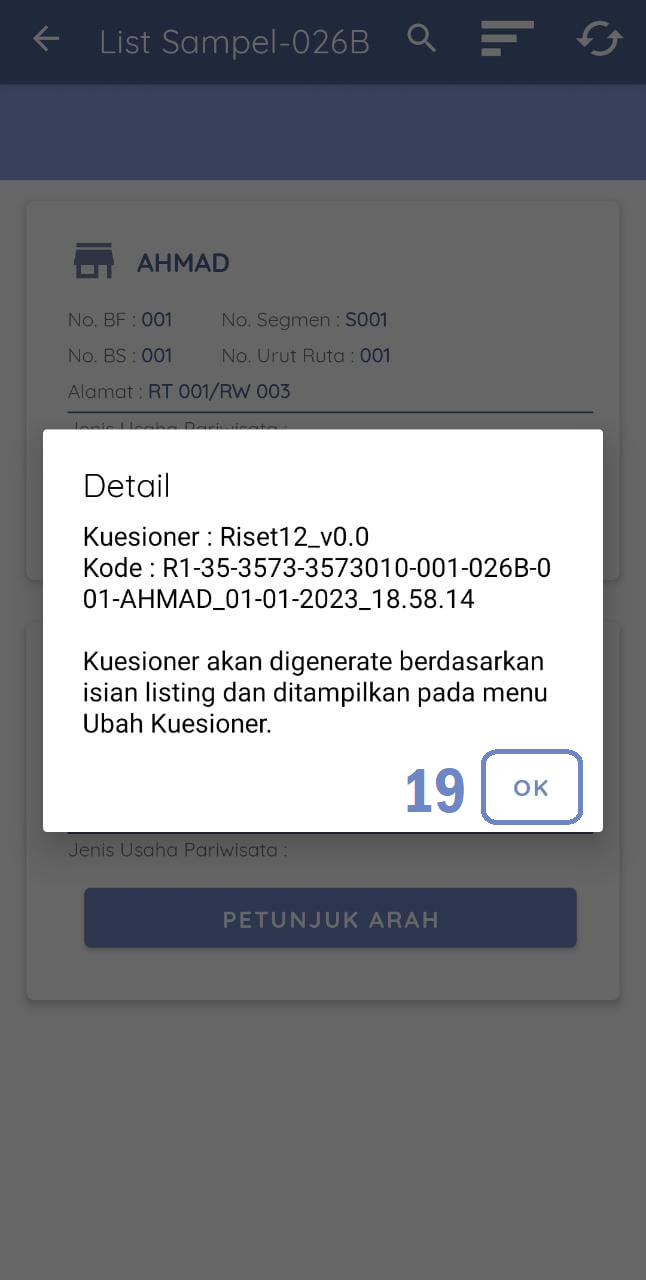 List Sampel-026B
AHMAD
No. BF : 001 No. Segmen : S001
No. BS : 001 No. Urut Ruta : 001
Alamat : RT 001/RW 003
Jenis Usaha Pariwisata :
Detail
Kuesioner : Riset12_v0.0
Kode : R1-35-3573-3573010-001-026B-0
01-AHMAD_01-01-2023_18.58.14
Kuesioner akan digenerate berdasarkan
isian listing dan ditampilkan pada menu
Ubah Kuesioner.
19 OK
Jenis Usaha Pariwisata :
PETUNJUK ARAH